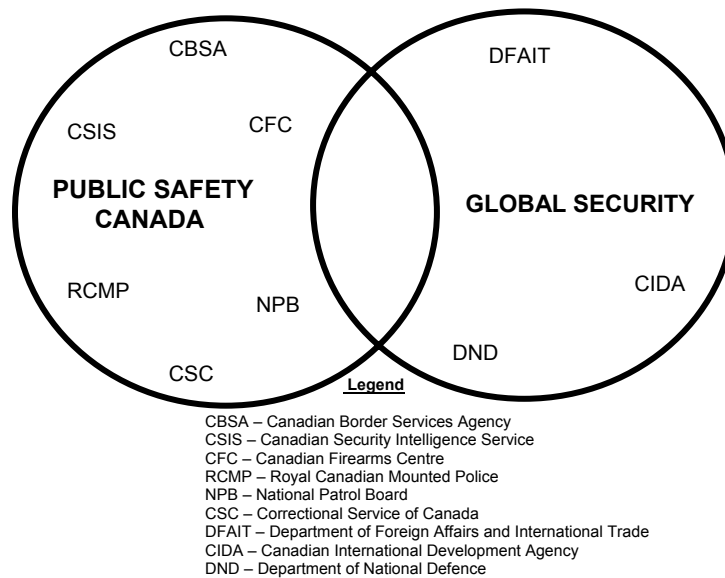 CBSA
DFAIT
CSIS
CFC
PUBLIC SAFETY
CANADA
GLOBAL SECURITY
RCMP
NPB
CIDA
CSC
DND
Legend
CBSA – Canadian Border Services Agency
CSIS – Canadian Security Intelligence Service
CFC – Canadian Firearms Centre
RCMP – Royal Canadian Mounted Police
NPB – National Patrol Board
CSC – Correctional Service of Canada
DFAIT – Department of Foreign Affairs and International Trade
CIDA – Canadian International Development Agency
DND – Department of National Defence